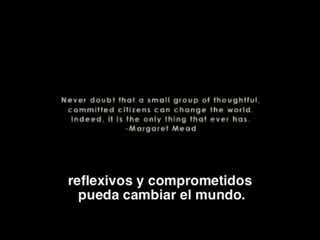 Never doubt that a small group of thoughtful,
committed citizens can change the world.
Indeed, it is the only thing that ever has.
-Margaret Mead
reflexivos y comprometidos
pueda cambiar el mundo.